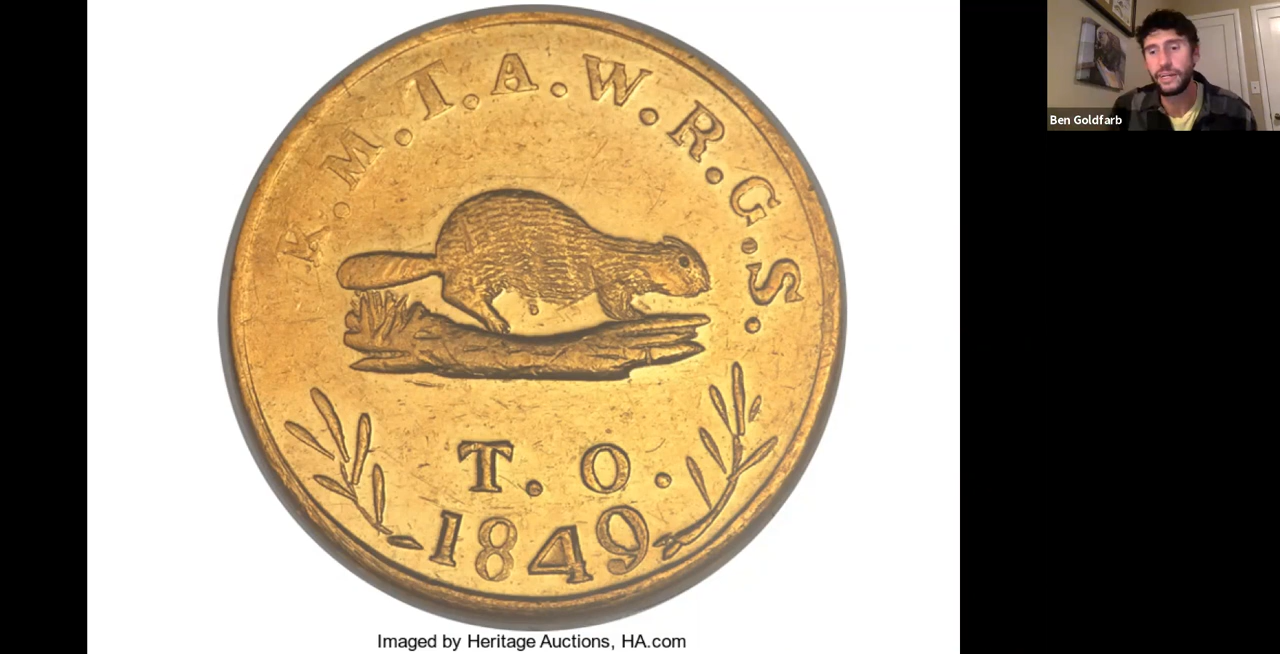 K.M.T.A.W.R.G.S.
T. O.
1849
Imaged by Heritage Auctions, HA.com
Ben Goldfarb